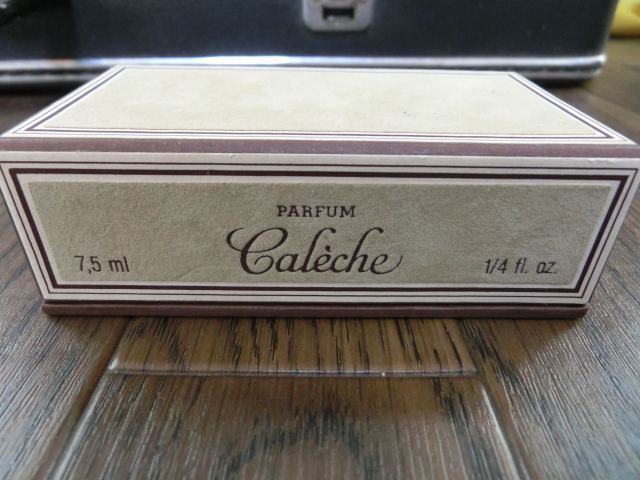 PARFUM
Calèche
7,5 ml
1/4 fl. oz.